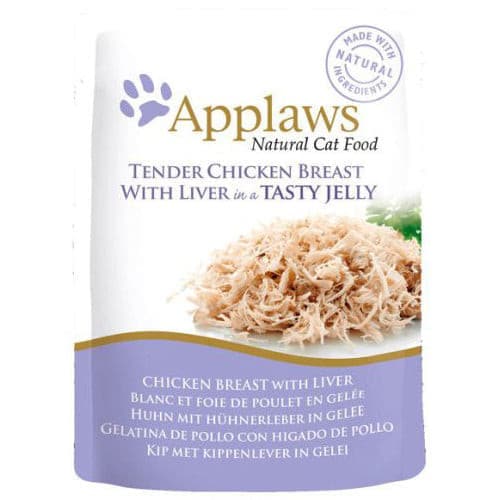 MADE WITH
NATURAL
INGREDIENTS
Applaws
Natural Cat Food
TENDER CHICKEN BREAST
WITH LIVER in a TASTY JELLY
CHICKEN BREAST WITH LIVER
BLANC ET FOIE DE POULET EN GELÉE
HUHN MIT HÜHNERLEBER IN GELEE
GELATINA DE POLLO CON HIGADO DE POLLO
KIP MET KIPPENLEVER IN GELEI